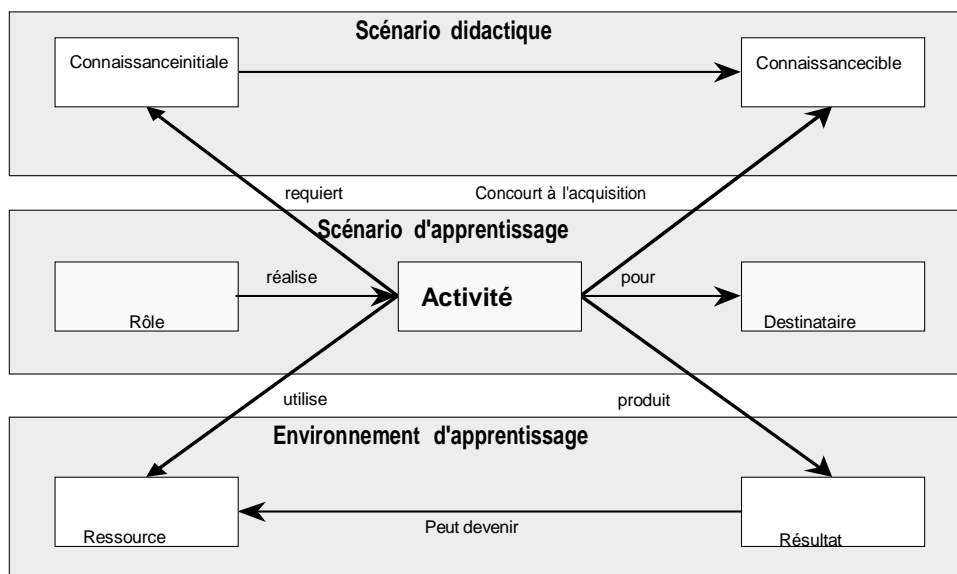 Scénario didactique
Connaissanceinitiale
Connaissancecible
requiert
Concourt à l'acquisition
Scénario d'apprentissage
réalise
Activité
pour
Rôle
Destinataire
utilise
produit
Environnement d'apprentissage
Peut devenir
Ressource
Résultat